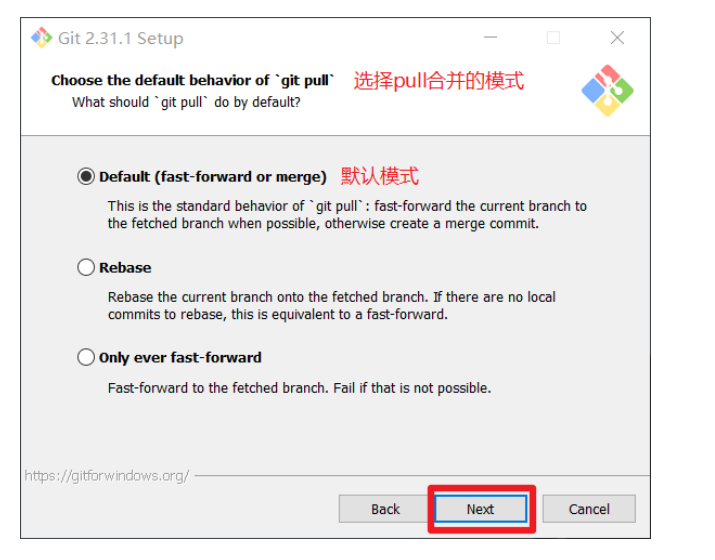 Git 2.31.1 Setup
Choose the default behavior of `git pull` 选择pull合并的模式
What should `git pull` do by default?
Default (fast-forward or merge) 默认模式
This is the standard behavior of `git pull`: fast-forward the current branch to
the fetched branch when possible, otherwise create a merge commit.
Rebase
Rebase the current branch onto the fetched branch. If there are no local
commits to rebase, this is equivalent to a fast-forward.
Only ever fast-forward
Fast-forward to the fetched branch. Fail if that is not possible.
https://gitforwindows.org/
Back Next Cancel